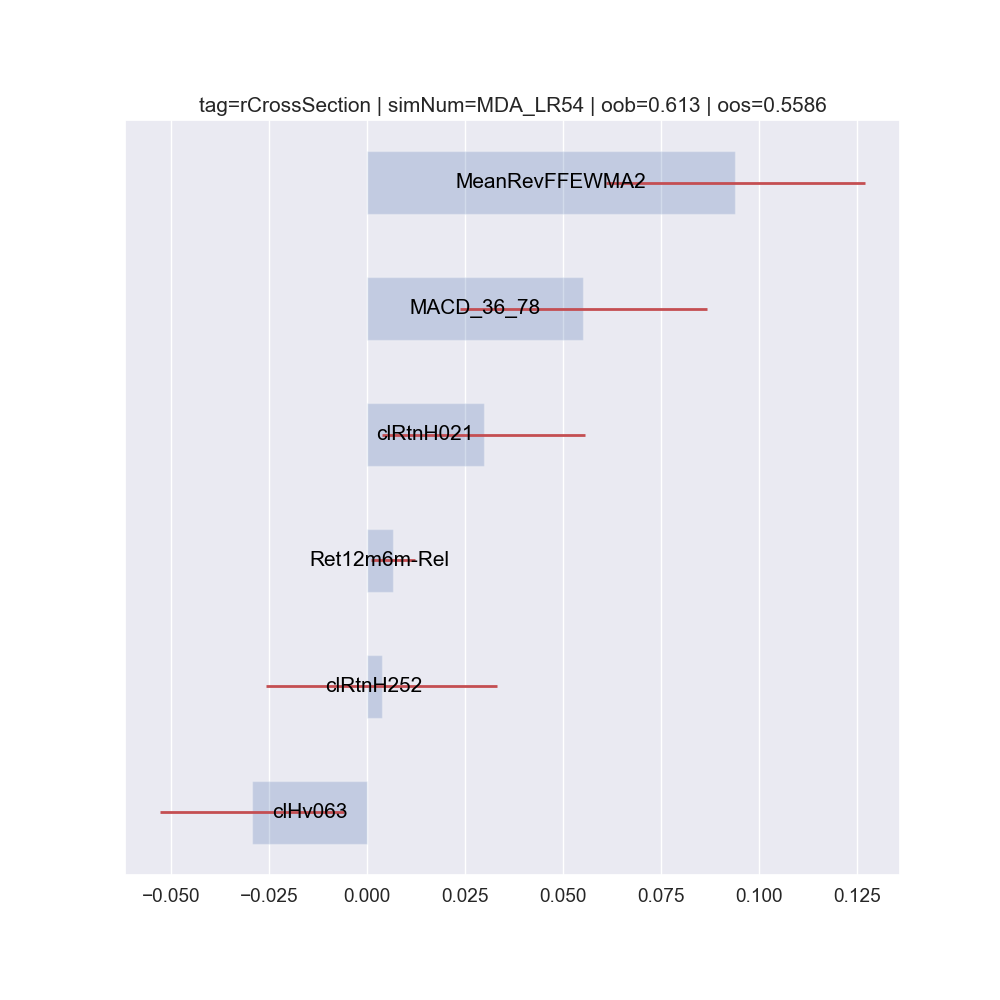 tag=rCrossSection | simNum=MDA_LR54 | oob=0.613 | oos=0.5586
MeanRevFFEWMA2
MACD_36_78
clRtnH021
Ret12m6m-Rel
clRtnH252
clHv063
−0.050 −0.025 0.000 0.025 0.050 0.075 0.100 0.125